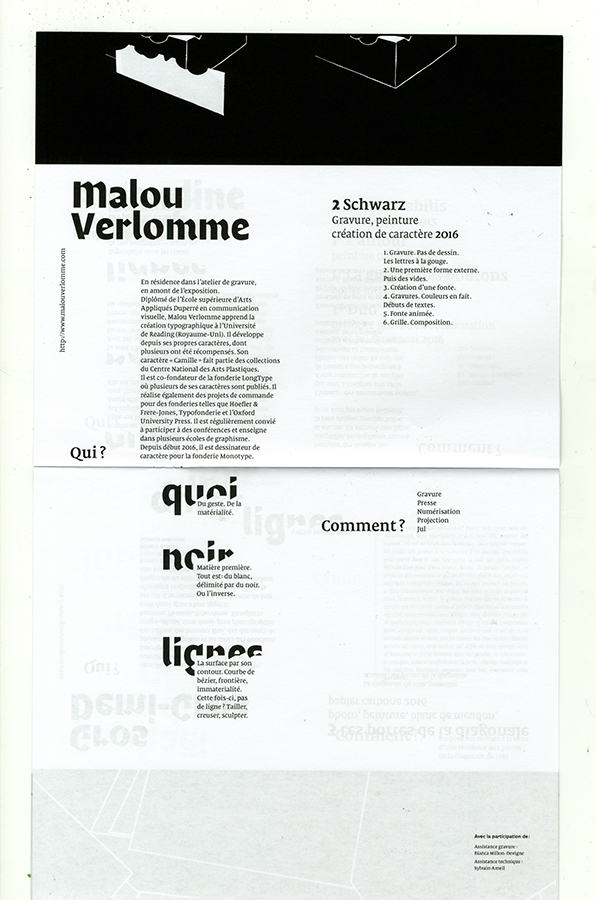 Malou
Verlomme
http://www.malouverlomme.com
En résidence dans l'atelier de gravure,
en amont de l'exposition.
Diplômé de l'École supérieure d'Arts
Appliqués Duperré en communication
visuelle, Malou Verlomme apprend la
création typographique à l'Université
de Reading (Royaume-Uni). Il développe
depuis ses propres caractères, dont
plusieurs ont été récompensés. Son
caractère « Camille » fait partie des collections
du Centre National des Arts Plastiques.
Il est co-fondateur de la fonderie LongType
où plusieurs de ses caractères sont publiés. Il
réalise également des projets de commande
pour des fonderies telles que Hoefler &
Frere-Jones, Typofonderie et l'Oxford
University Press. Il est régulièrement convié
à participer à des conférences et enseigne
dans plusieurs écoles de graphisme.
Depuis début 2016, il est dessinateur de
caractère pour la fonderie Monotype.
Qui ?
2 Schwarz
Gravure, peinture
création de caractère 2016
1. Gravure. Pas de dessin.
Les lettres à la gouge.
2. Une première forme externe.
Puis des vides.
3. Création d'une fonte.
4. Gravures. Couleurs en fait.
Débuts de textes.
5. Fonte animée.
6. Grille. Composition.
quoi
Du geste. De la
matérialité.
noir
Matière première.
Tout est: du blanc,
délimité par du noir.
Ou l'inverse.
lignes
La surface par son
contour. Courbe de
bézier, frontière,
immaterialité.
Cette fois-ci, pas
de ligne ? Tailler,
creuser, sculpter.
Comment ?
Gravure
Presse
Numérisation
Projection
Jul
Avec la participation de :
Assistance gravure :
Bianca Millon-Devigne
Assistance technique :
Sylvain Ameil